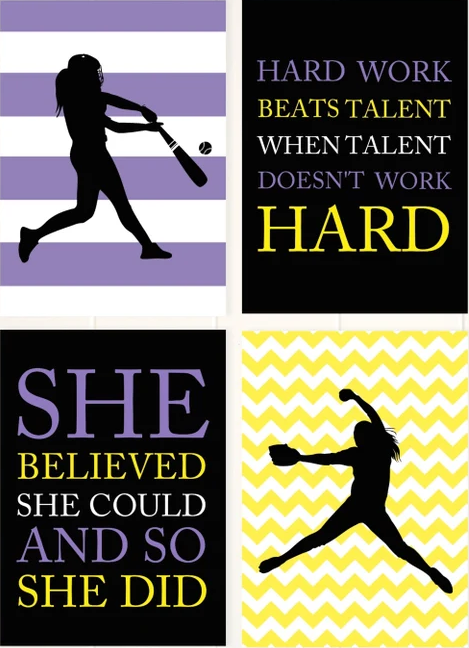 HARD WORK
BEATS TALENT
WHEN TALENT
DOESN'T WORK
HARD
SHE
BELIEVED
SHE COULD
AND SO
SHE DID